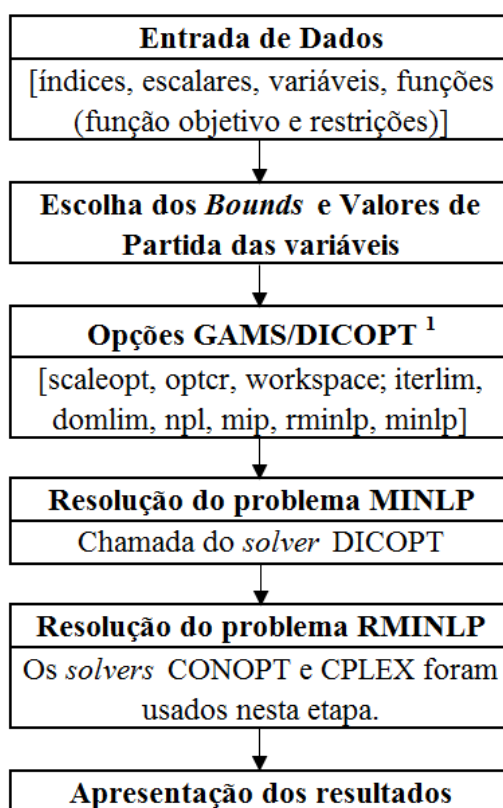 Entrada de Dados
[índices, escalares, variáveis, funções
(função objetivo e restrições)]
Escolha dos Bounds e Valores de
Partida das variáveis
Opções GAMS/DICOPT ¹
[scaleopt, optcr, workspace; iterlim,
domlim, npl, mip, rminlp, minlp]
Resolução do problema MINLP
Chamada do solver DICOPT
Resolução do problema RMINLP
Os solvers CONOPT e CPLEX foram
usados nesta etapa.
Apresentação dos resultados